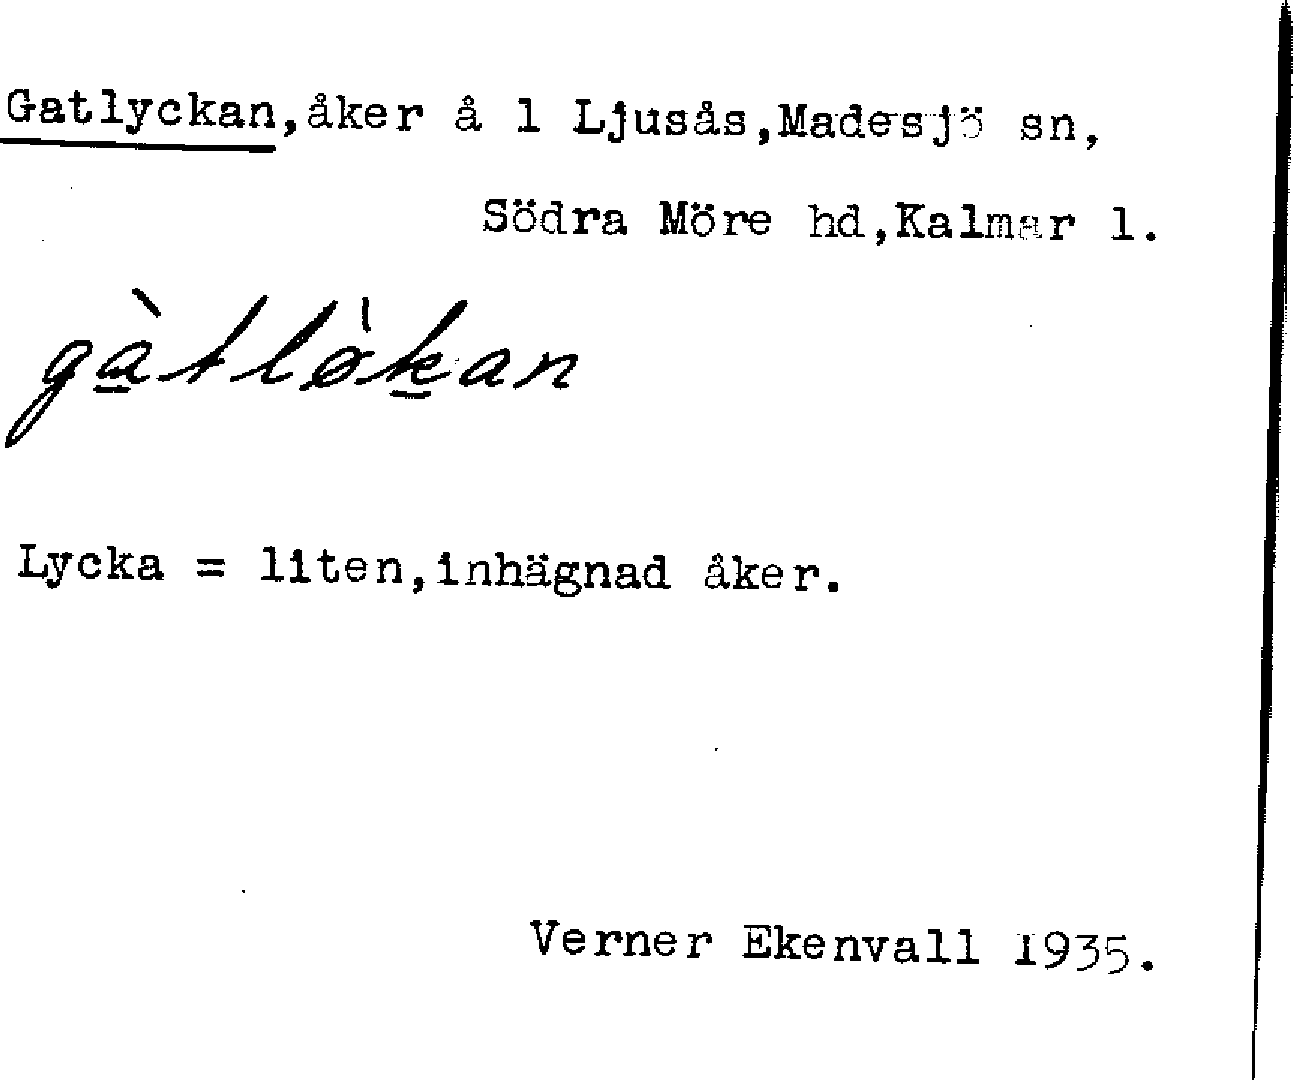 Gatlyckan,åker å 1 Ljusås,Madesjö sn,
Södra Möre hd,Kalmar l.
gàtlø̀kan
Lycka = liten,inhägnad åker.
Verner Ekenvall 1935.